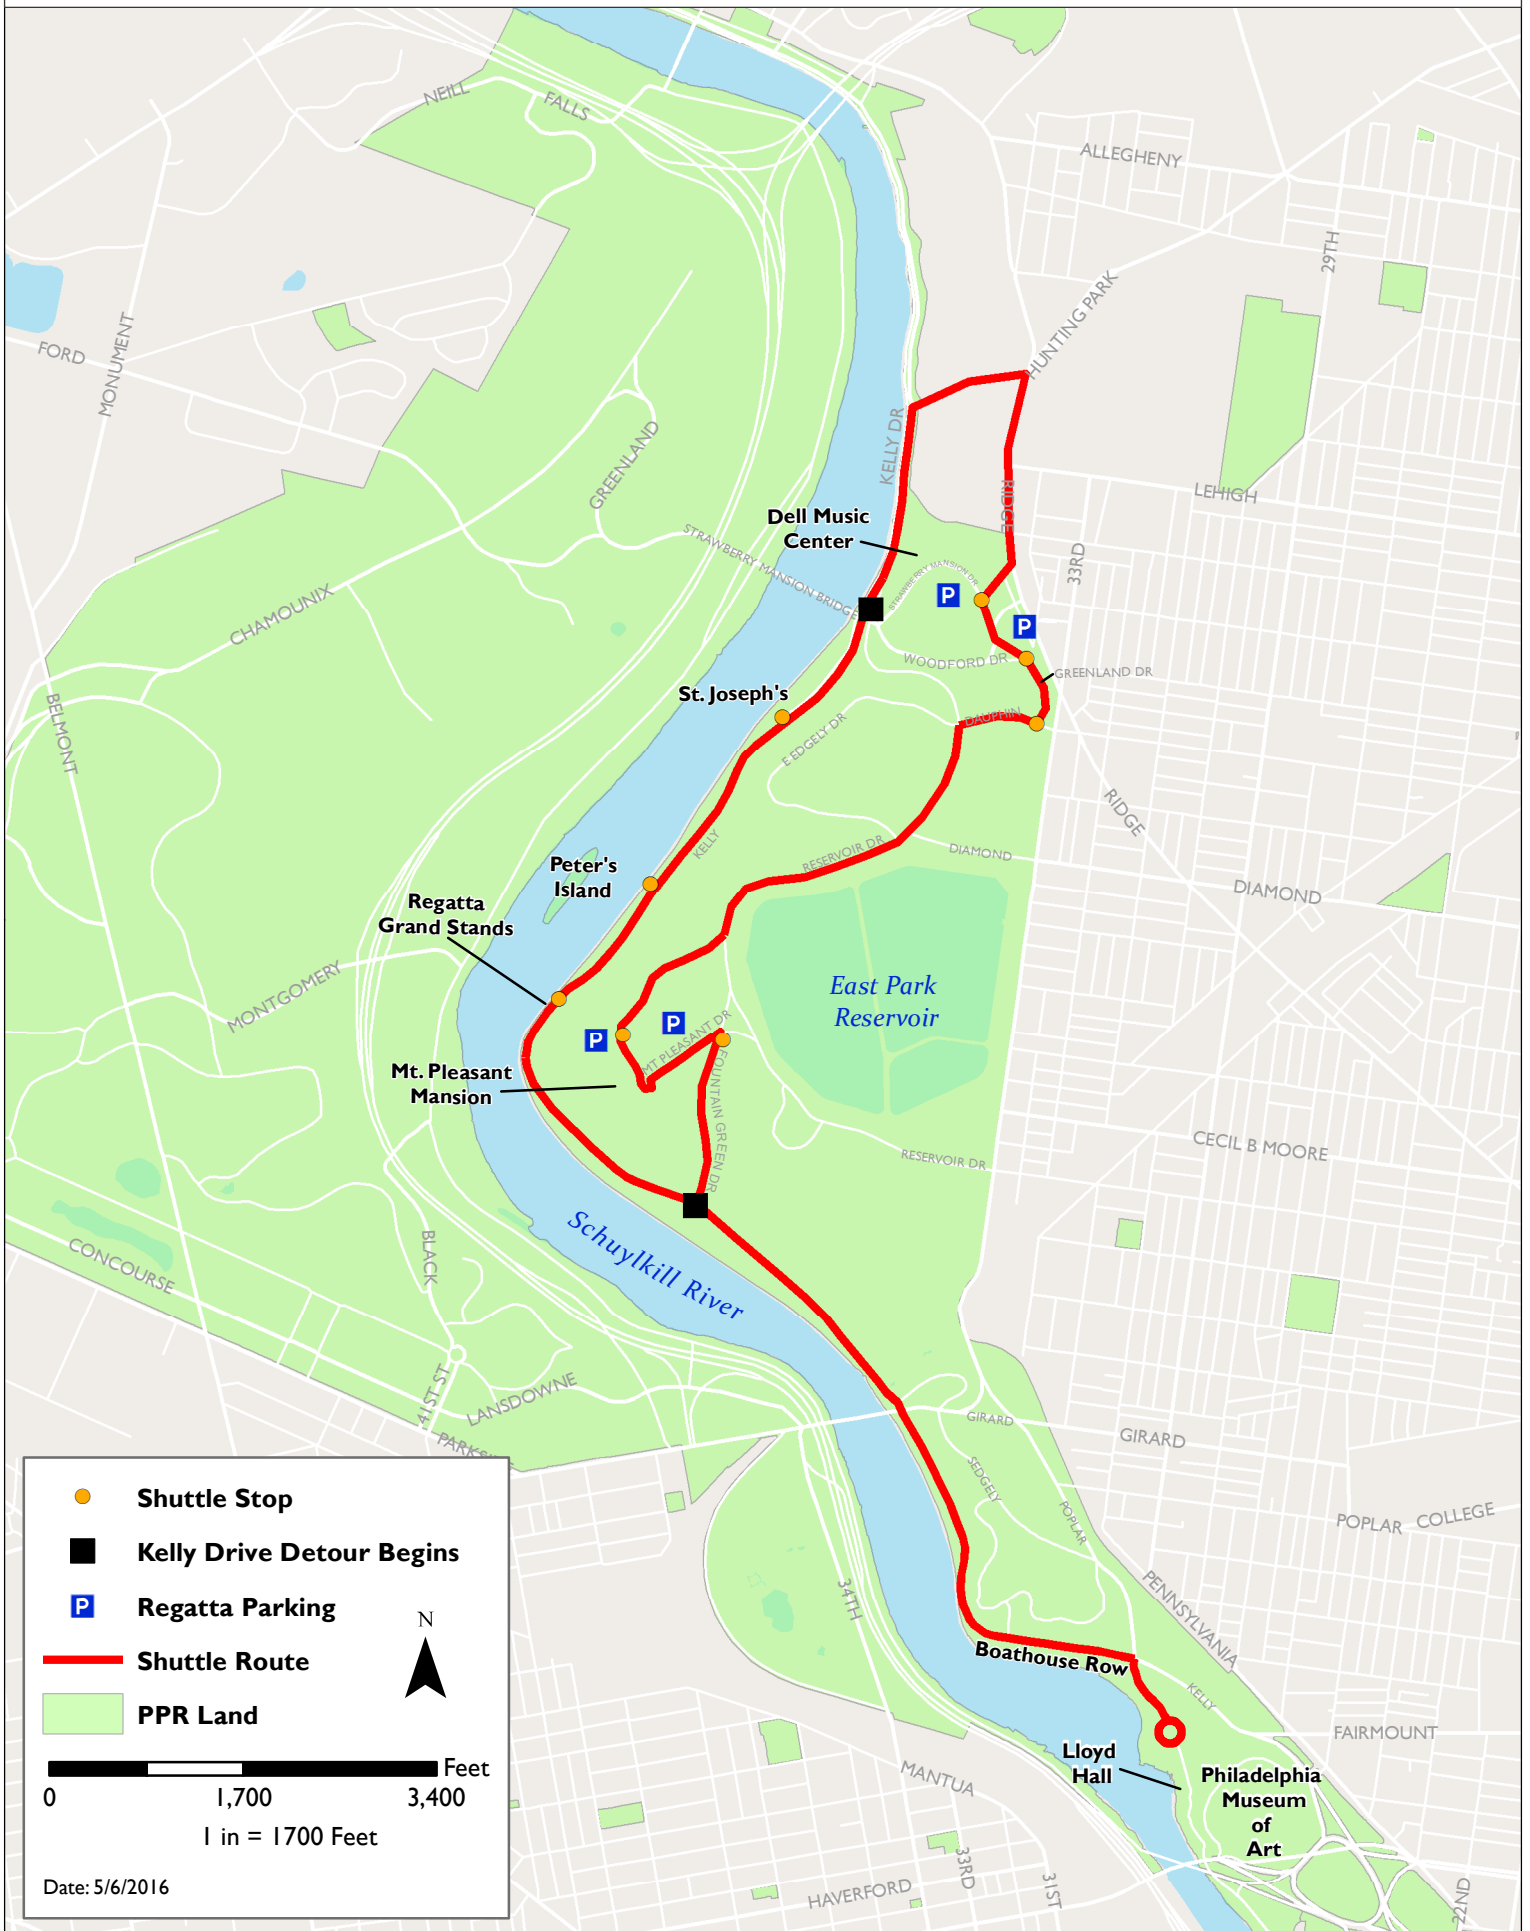 NEILL
FALLS
ALLEGHENY
29TH
HUNTING PARK
MONUMENT
FORD
KELLY DR
GREENLAND
LEHIGH
RIDGE
Dell Music
Center
STRAWBERRY MANSION BRIDGE
STRAWBERRY MANSION DR
33RD
P
P
CHAMOUNIX
WOODFORD DR
GREENLAND DR
St. Joseph's
BELMONT
E EDGELY DR
DAUPHIN
RIDGE
KELLY
RESERVOIR DR
DIAMOND
DIAMOND
Peter's
Island
Regatta
Grand Stands
MONTGOMERY
East Park
Reservoir
P
P
MT PLEASANT DR
Mt. Pleasant
Mansion
FOUNTAIN GREEN DR
CECIL B MOORE
RESERVOIR DR
Schuylkill River
CONCOURSE
BLACK
41ST ST
LANSDOWNE
GIRARD
GIRARD
SEDGELY
POPLAR
POPLAR
COLLEGE
34TH
PENNSYLVANIA
Boathouse Row
KELLY
FAIRMOUNT
Lloyd
Hall
Philadelphia
Museum
of
Art
MANTUA
33RD
31ST
HAVERFORD
22ND
Shuttle Stop
Kelly Drive Detour Begins
P Regatta Parking
N
Shuttle Route
PPR Land
Feet
0 1,700 3,400
1 in = 1700 Feet
Date: 5/6/2016